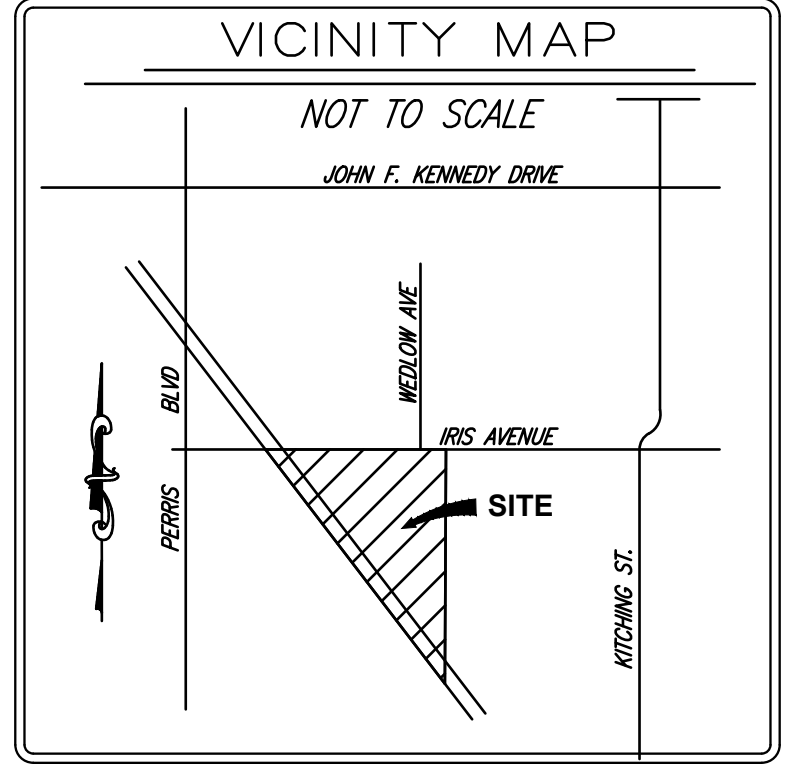 VICINITY MAP
NOT TO SCALE
JOHN F. KENNEDY DRIVE
WEDLOW AVE
BLVD
IRIS AVENUE
PERRIS
SITE
KITCHING ST.